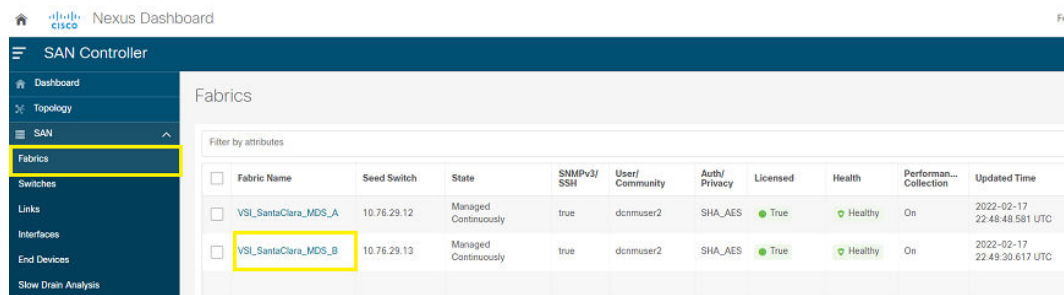 cisco Nexus Dashboard
SAN Controller
Dashboard
Topology
SAN
Fabrics
Switches
Links
Interfaces
End Devices
Slow Drain Analysis
Fabrics
Filter by attributes
Fabric Name Seed Switch State SNMPv3/ SSH User/ Community Auth/ Privacy Licensed Health Performan... Collection Updated Time
VSI_SantaClara_MDS_A 10.76.29.12 Managed Continuously true dcnmuser2 SHA_AES True Healthy On 2022-02-17 22:48:48.581 UTC
VSI_SantaClara_MDS_B 10.76.29.13 Managed Continuously true dcnmuser2 SHA_AES True Healthy On 2022-02-17 22:49:30.617 UTC